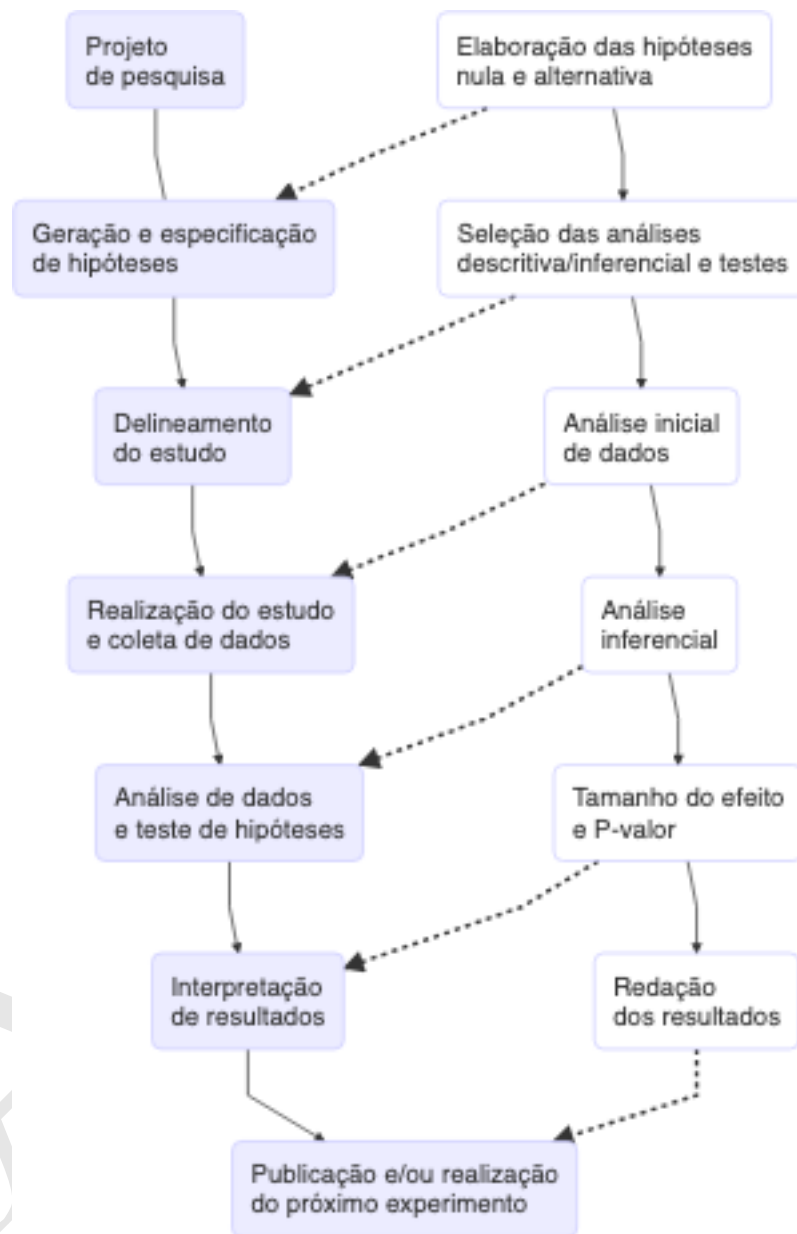 Projeto
de pesquisa
Elaboração das hipóteses
nula e alternativa
Geração e especificação
de hipóteses
Seleção das análises
descritiva/inferencial e testes
Delineamento
do estudo
Análise inicial
de dados
Realização do estudo
e coleta de dados
Análise
inferencial
Análise de dados
e teste de hipóteses
Tamanho do efeito
e P-valor
Interpretação
de resultados
Redação
dos resultados
Publicação e/ou realização
do próximo experimento